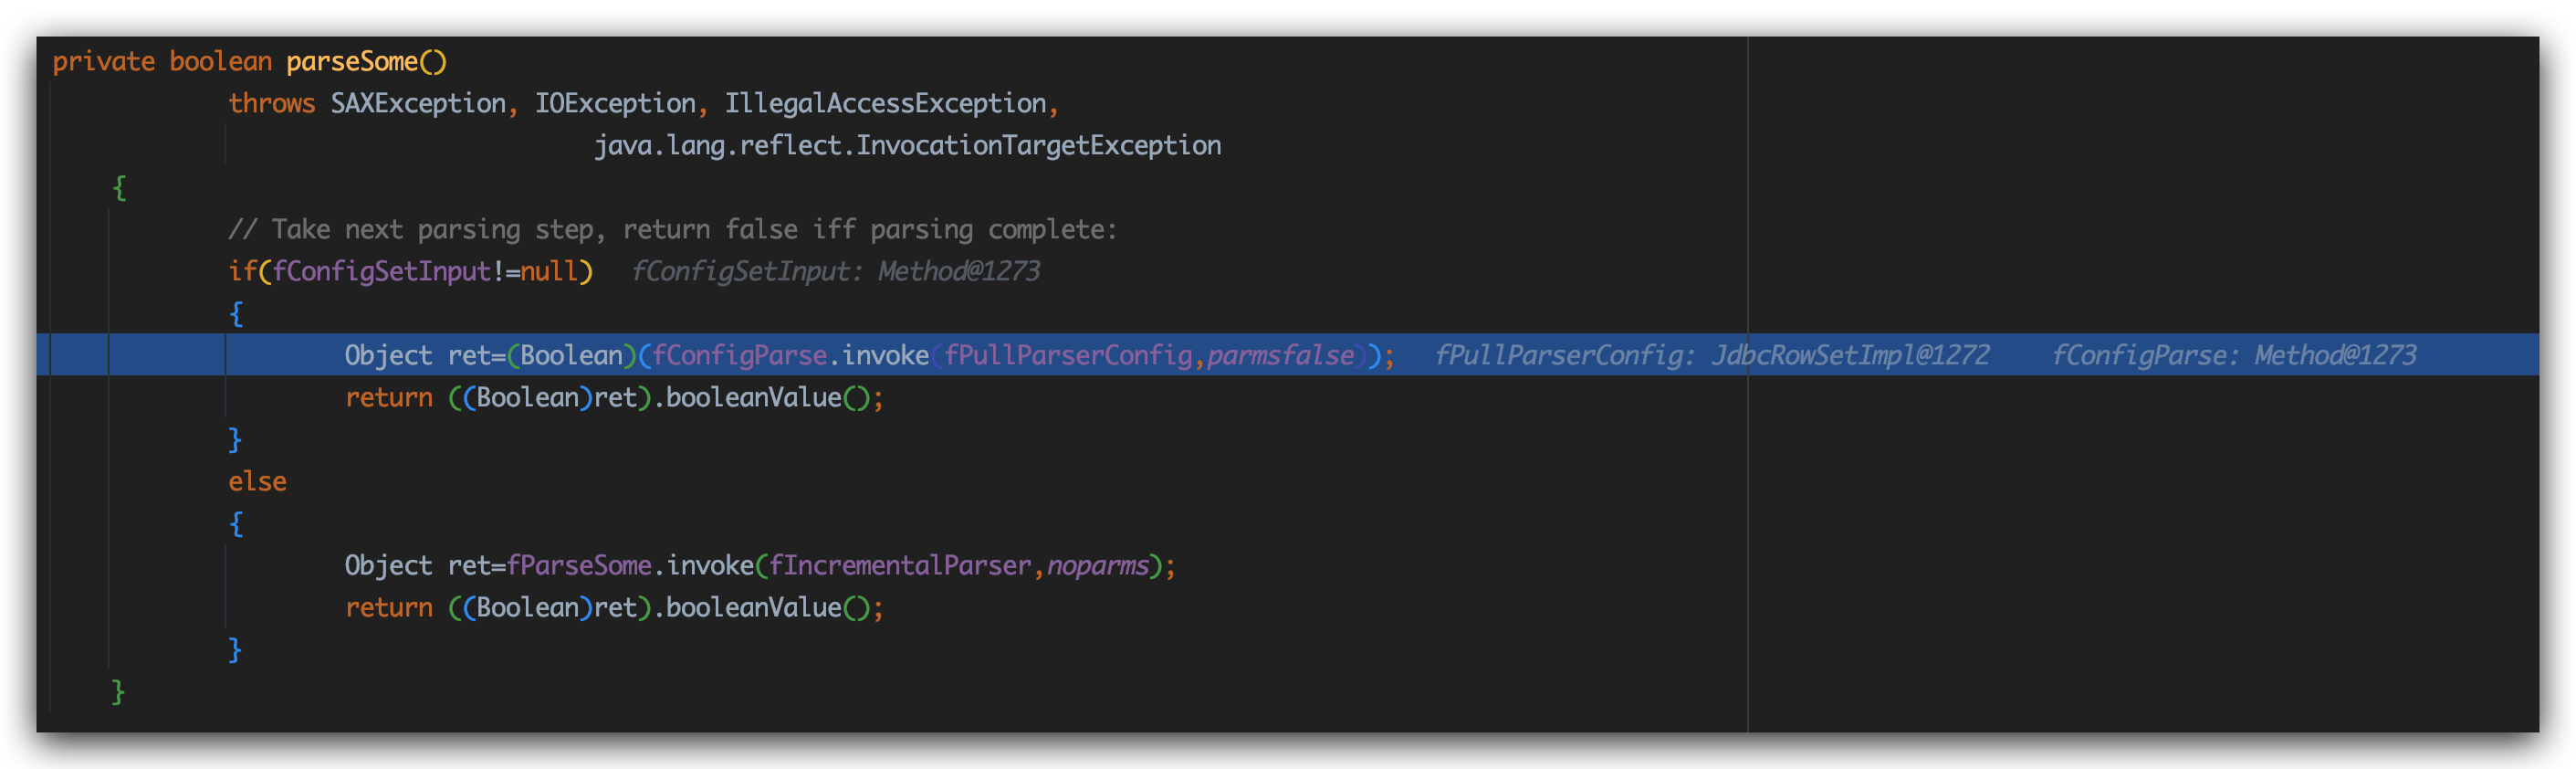 private boolean parseSome()
throws SAXException, IOException, IllegalAccessException,
java.lang.reflect.InvocationTargetException
{
// Take next parsing step, return false iff parsing complete:
if(fConfigSetInput!=null) fConfigSetInput: Method@1273
{
Object ret=(Boolean)(fConfigParse.invoke(fPullParserConfig,parmsfalse)); fPullParserConfig: JdbcRowSetImpl@1272 fConfigParse: Method@1273
return ((Boolean)ret).booleanValue();
}
else
{
Object ret=fParseSome.invoke(fIncrementalParser,noparms);
return ((Boolean)ret).booleanValue();
}
}